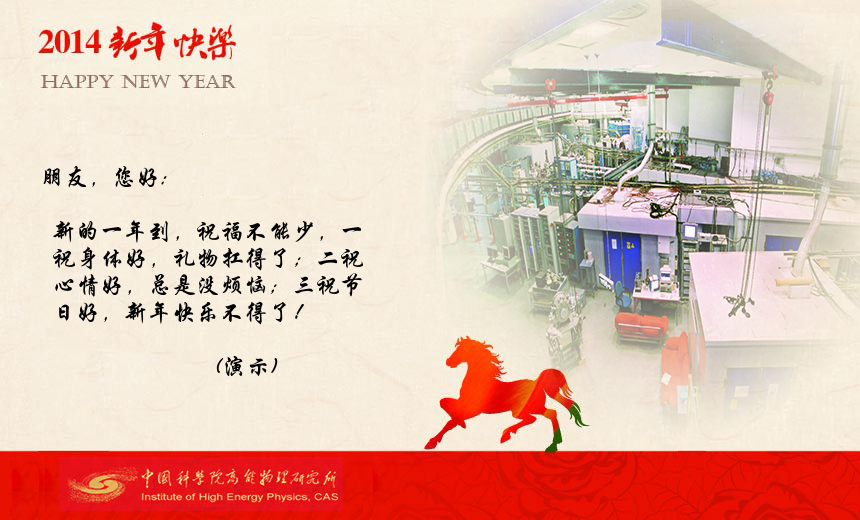 2014 新年快樂
HAPPY NEW YEAR
朋友，您好：
新的一年到，祝福不能少，一
祝身体好，礼物扛得了；二祝
心情好，总是没烦恼；三祝节
日好，新年快乐不得了！
（演示）
中国科学院高能物理研究所
Institute of High Energy Physics, CAS